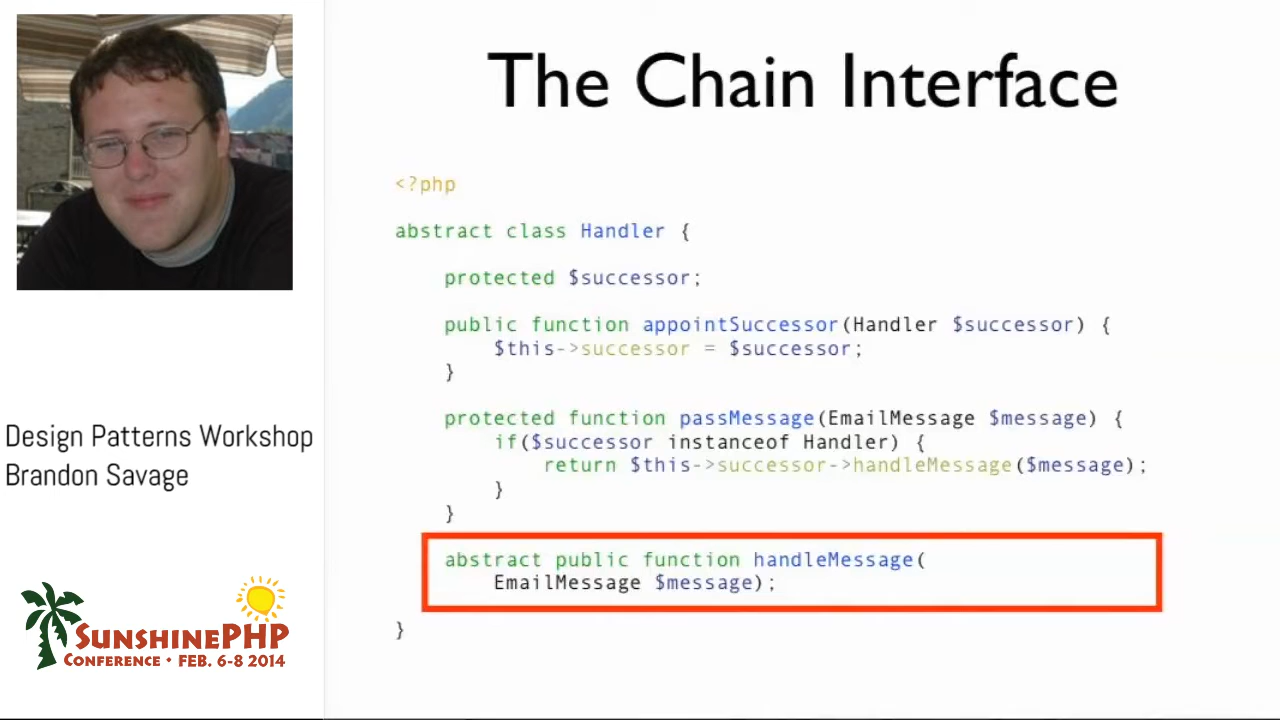 The Chain Interface
<?php
abstract class Handler {
protected $successor;
public function appointSuccessor(Handler $successor) {
$this->successor = $successor;
}
protected function passMessage(EmailMessage $message) {
if($successor instanceof Handler) {
return $this->successor->handleMessage($message);
}
}
abstract public function handleMessage(
EmailMessage $message);
}
Design Patterns Workshop
Brandon Savage
SUNSHINEPHP
CONFERENCE • FEB. 6-8 2014